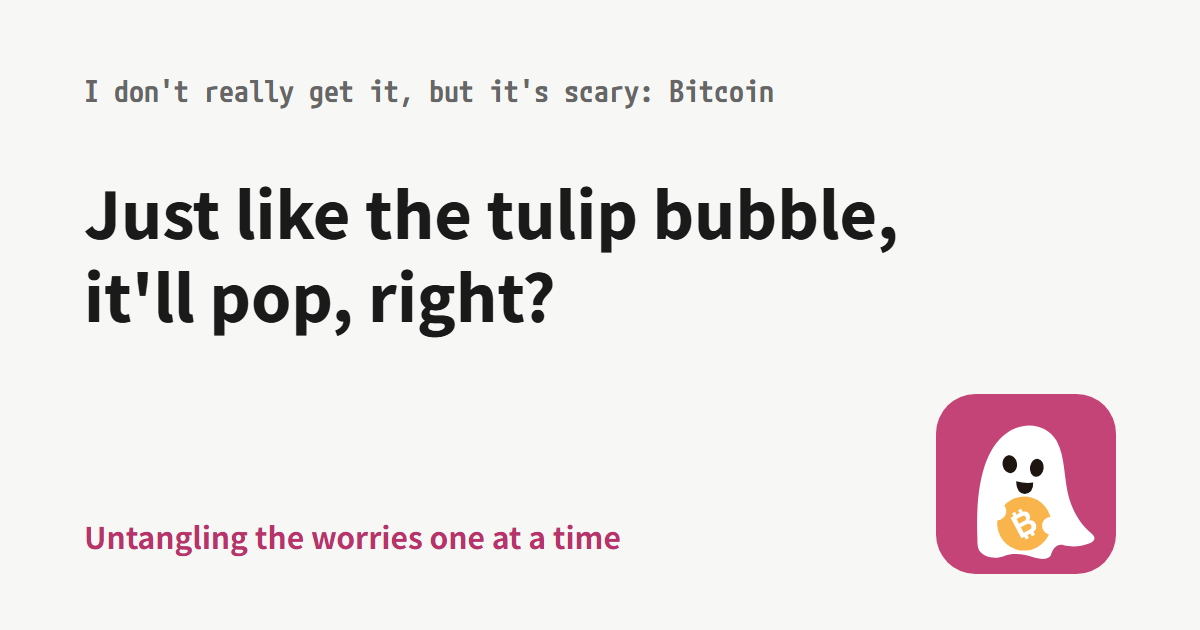 I don't really get it, but it's scary: Bitcoin
Just like the tulip bubble,
it'll pop, right?
Untangling the worries one at a time